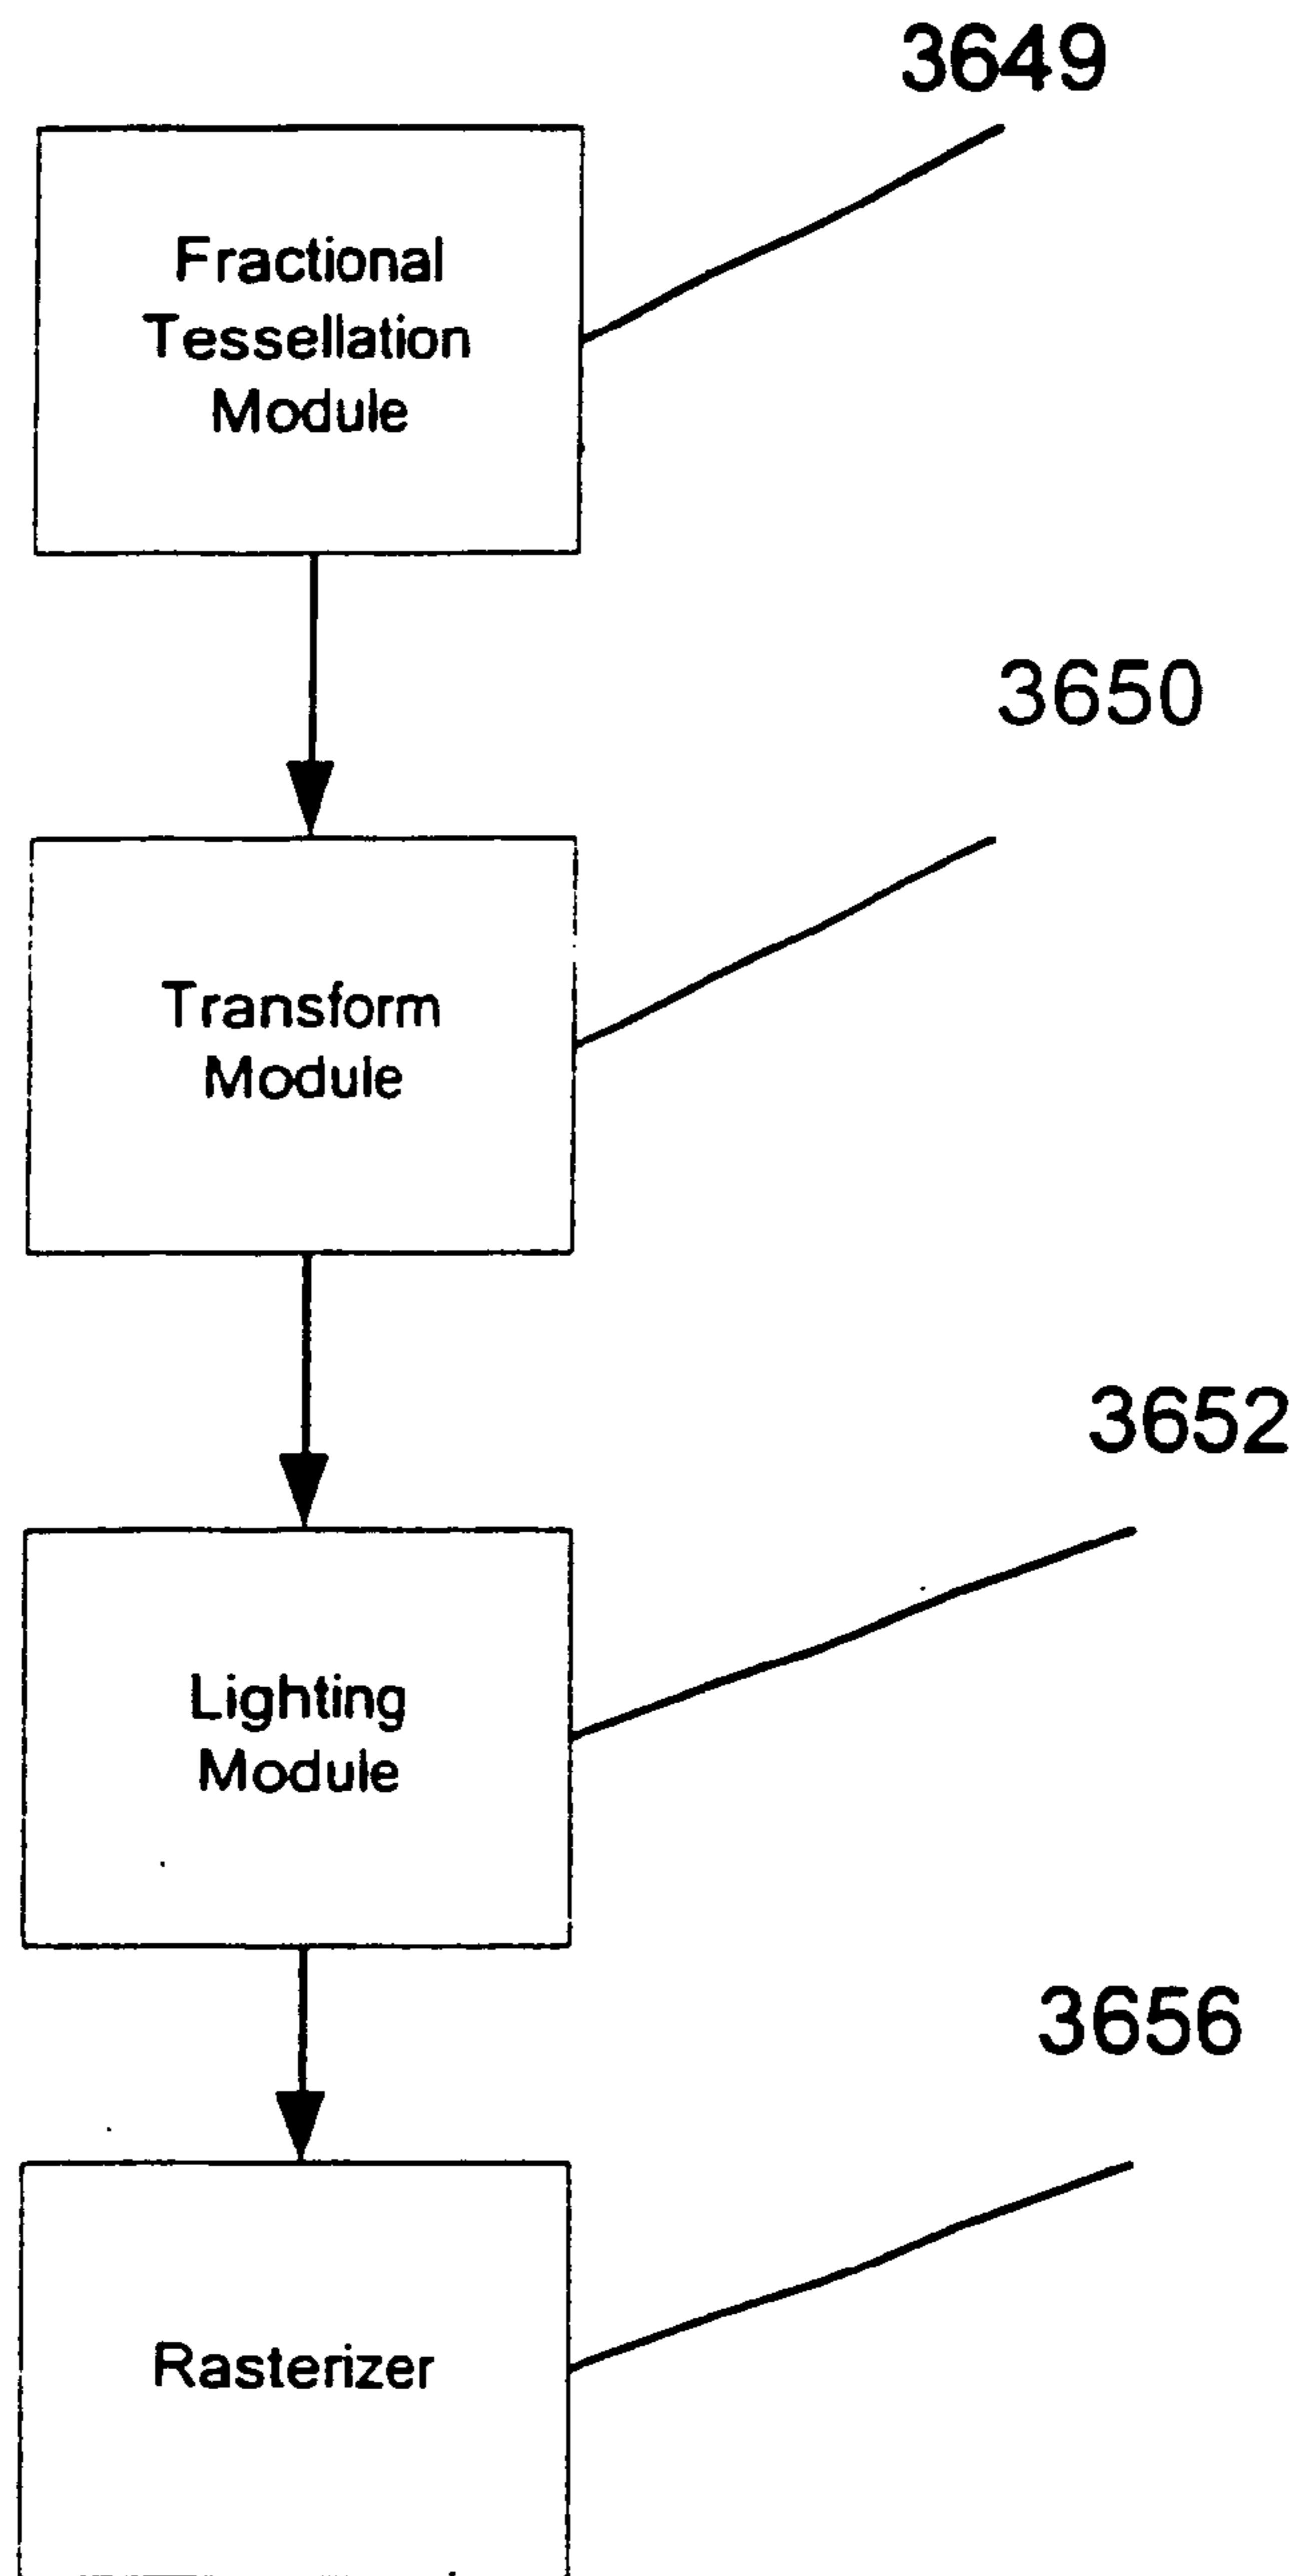 3649
Fractional
Tessellation
Module
3650
Transform
Module
3652
Lighting
Module
3656
Rasterizer